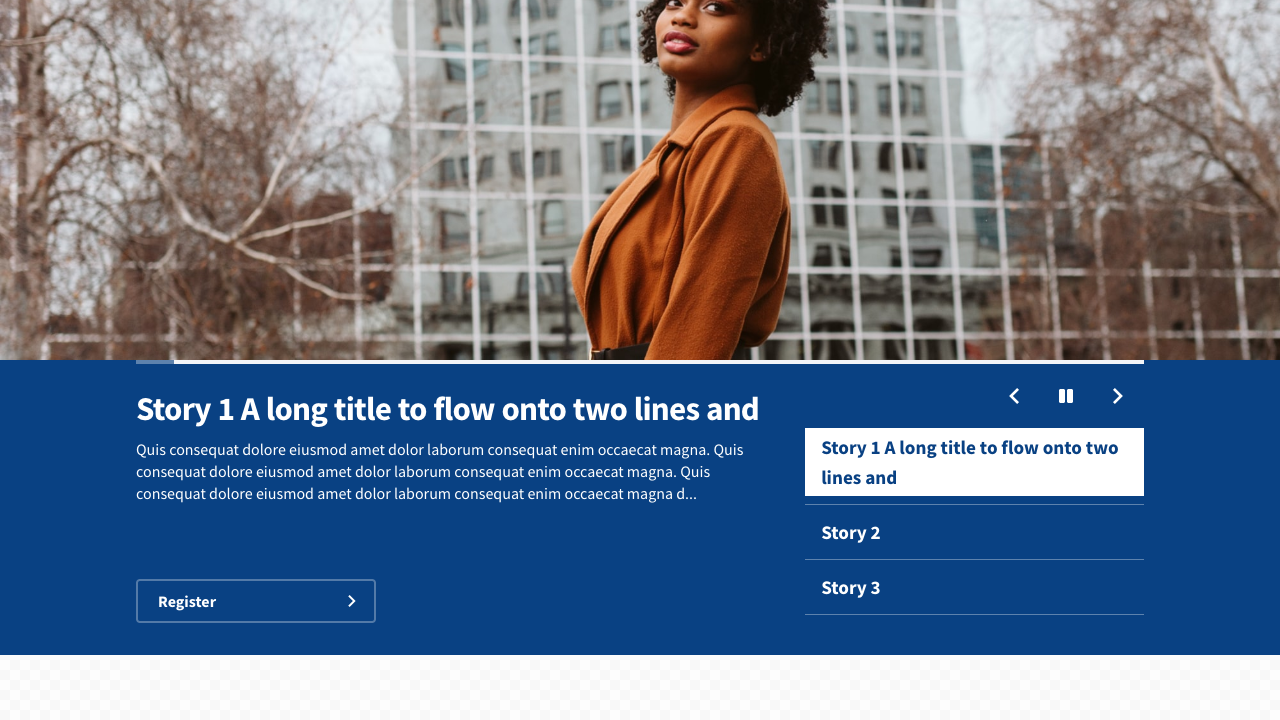 Story 1 A long title to flow onto two lines and
Quis consequat dolore eiusmod amet dolor laborum consequat enim occaecat magna. Quis
consequat dolore eiusmod amet dolor laborum consequat enim occaecat magna. Quis
consequat dolore eiusmod amet dolor laborum consequat enim occaecat magna d...
Register
Story 1 A long title to flow onto two
lines and
Story 2
Story 3